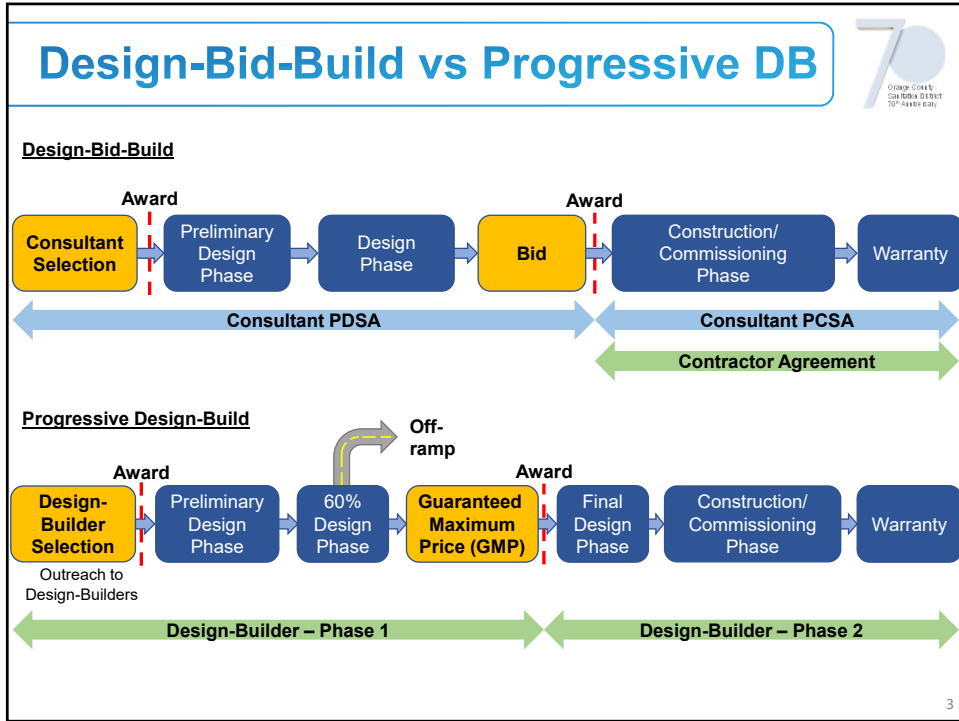 Design-Bid-Build vs Progressive DB
70
Orange County
Sanitation District
70th Anniversary
Design-Bid-Build
Award
Award
Consultant
Selection
Preliminary
Design
Phase
Design
Phase
Bid
Construction/
Commissioning
Phase
Warranty
Consultant PDSA
Consultant PCSA
Contractor Agreement
Progressive Design-Build
Off-
ramp
Award
Award
Design-
Builder
Selection
Preliminary
Design
Phase
60%
Design
Phase
Guaranteed
Maximum
Price (GMP)
Final
Design
Phase
Construction/
Commissioning
Phase
Warranty
Outreach to
Design-Builders
Design-Builder – Phase 1
Design-Builder – Phase 2
3